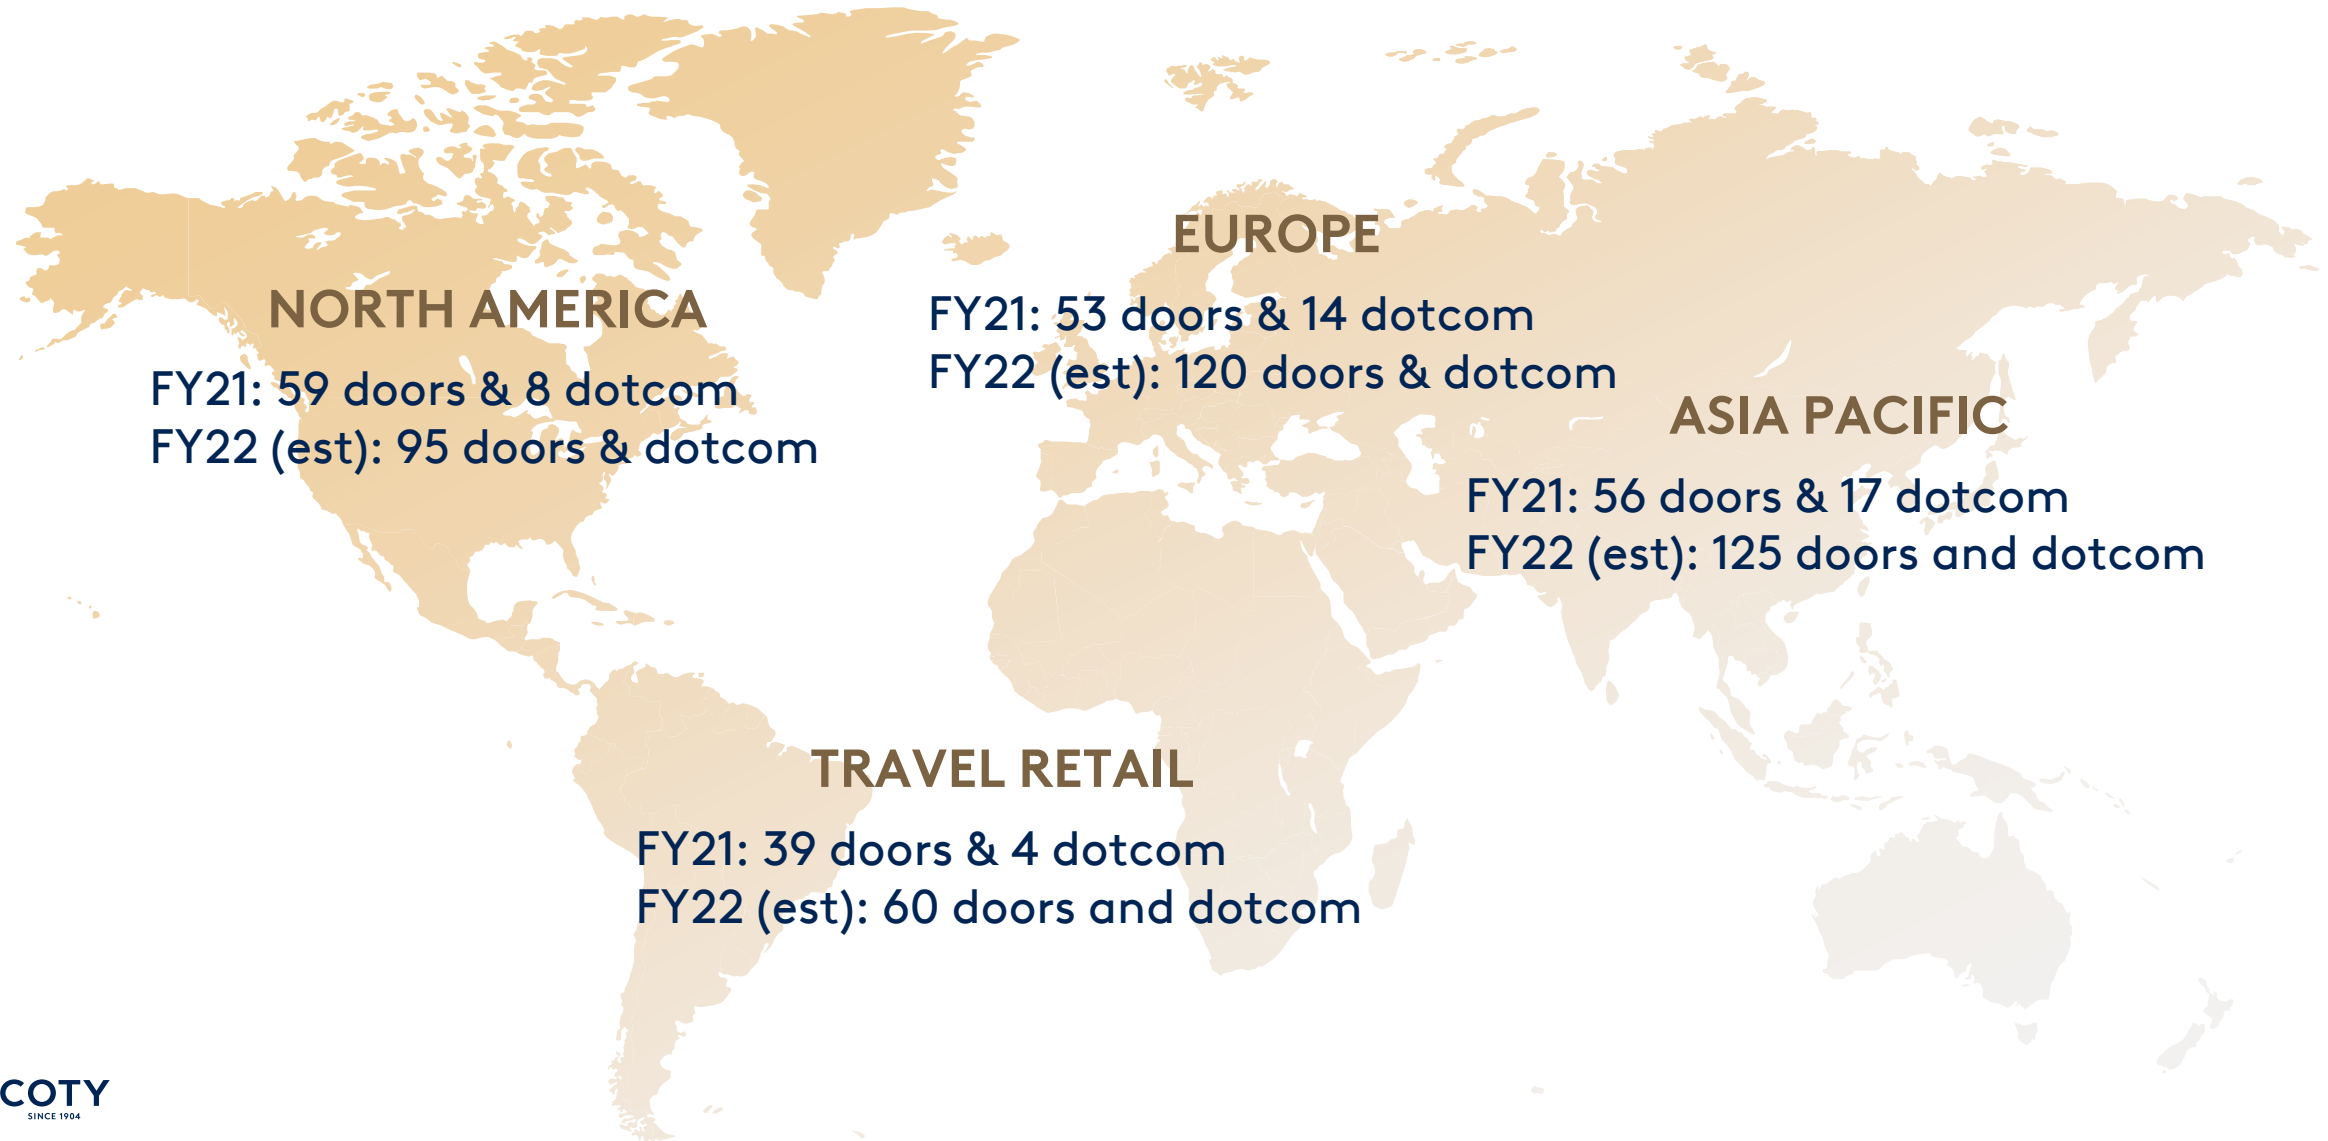 EUROPE
FY21: 53 doors & 14 dotcom
FY22 (est): 120 doors & dotcom
NORTH AMERICA
FY21: 59 doors & 8 dotcom
FY22 (est): 95 doors & dotcom
ASIA PACIFIC
FY21: 56 doors & 17 dotcom
FY22 (est): 125 doors and dotcom
TRAVEL RETAIL
FY21: 39 doors & 4 dotcom
FY22 (est): 60 doors and dotcom
COTY
SINCE 1904